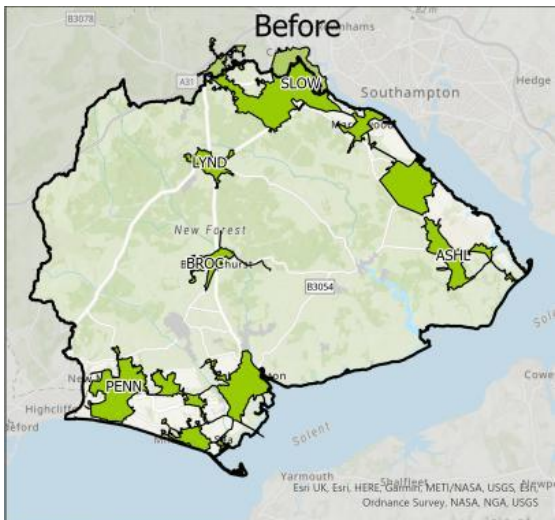 Before
B3078
A31
SLOW
Southampton
Hedge
LYND
New Forest
BROC
ASHL
B3054
PENN
Highcliffe
Solent
Cowe
Yarmouth
Esri UK, Esri, HERE, Garmin, METI/NASA, USGS, Esri,
Ordnance Survey, NASA, NGA, USGS